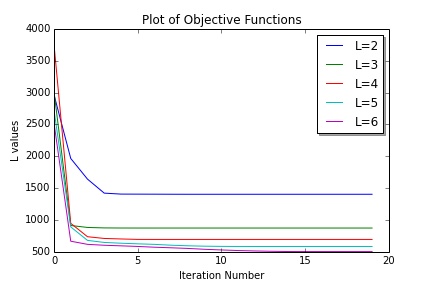 Plot of Objective Functions
4000
3500
3000
2500
2000
1500
1000
500
L values
0
5
10
15
20
Iteration Number
L=2
L=3
L=4
L=5
L=6